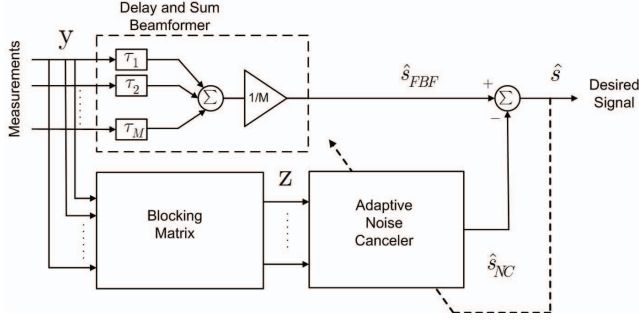 Delay and Sum
Beamformer
Measurements
y
τ1
τ2
τM
Σ
1/M
ŝFBF
+
−
Σ
ŝ
Desired
Signal
Blocking
Matrix
z
Adaptive
Noise
Canceler
ŝNC